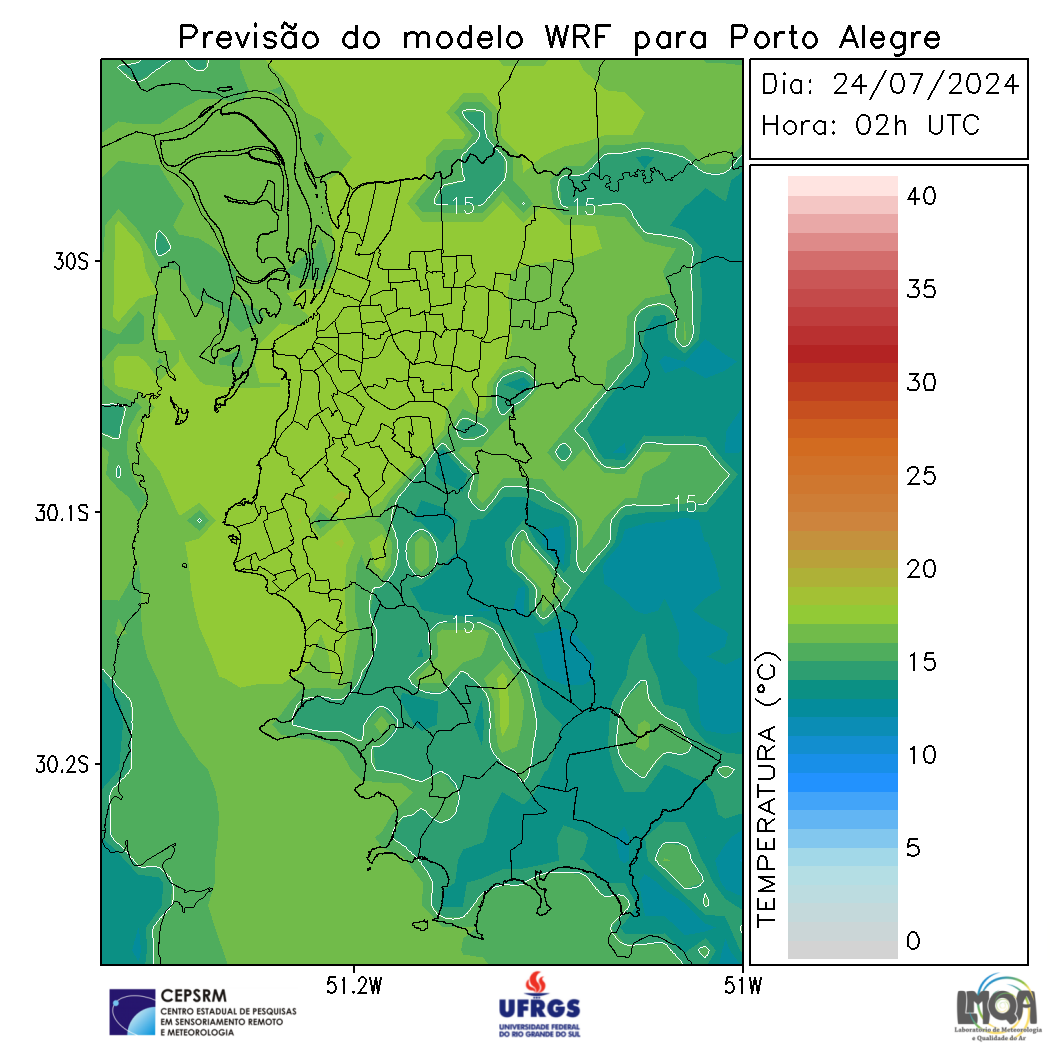 Previsão do modelo WRF para Porto Alegre
Dia: 24/07/2024
Hora: 02h UTC
30S
30.1S
30.2S
51.2W
51W
15
15
15
15
TEMPERATURA (°C)
40
35
30
25
20
15
10
5
0
CEPSRM
CENTRO ESTADUAL DE PESQUISAS
EM SENSORIAMENTO REMOTO
E METEOROLOGIA
UFRGS
UNIVERSIDADE FEDERAL
DO RIO GRANDE DO SUL
LMQA
Laboratório de Meteorologia
e Qualidade do Ar